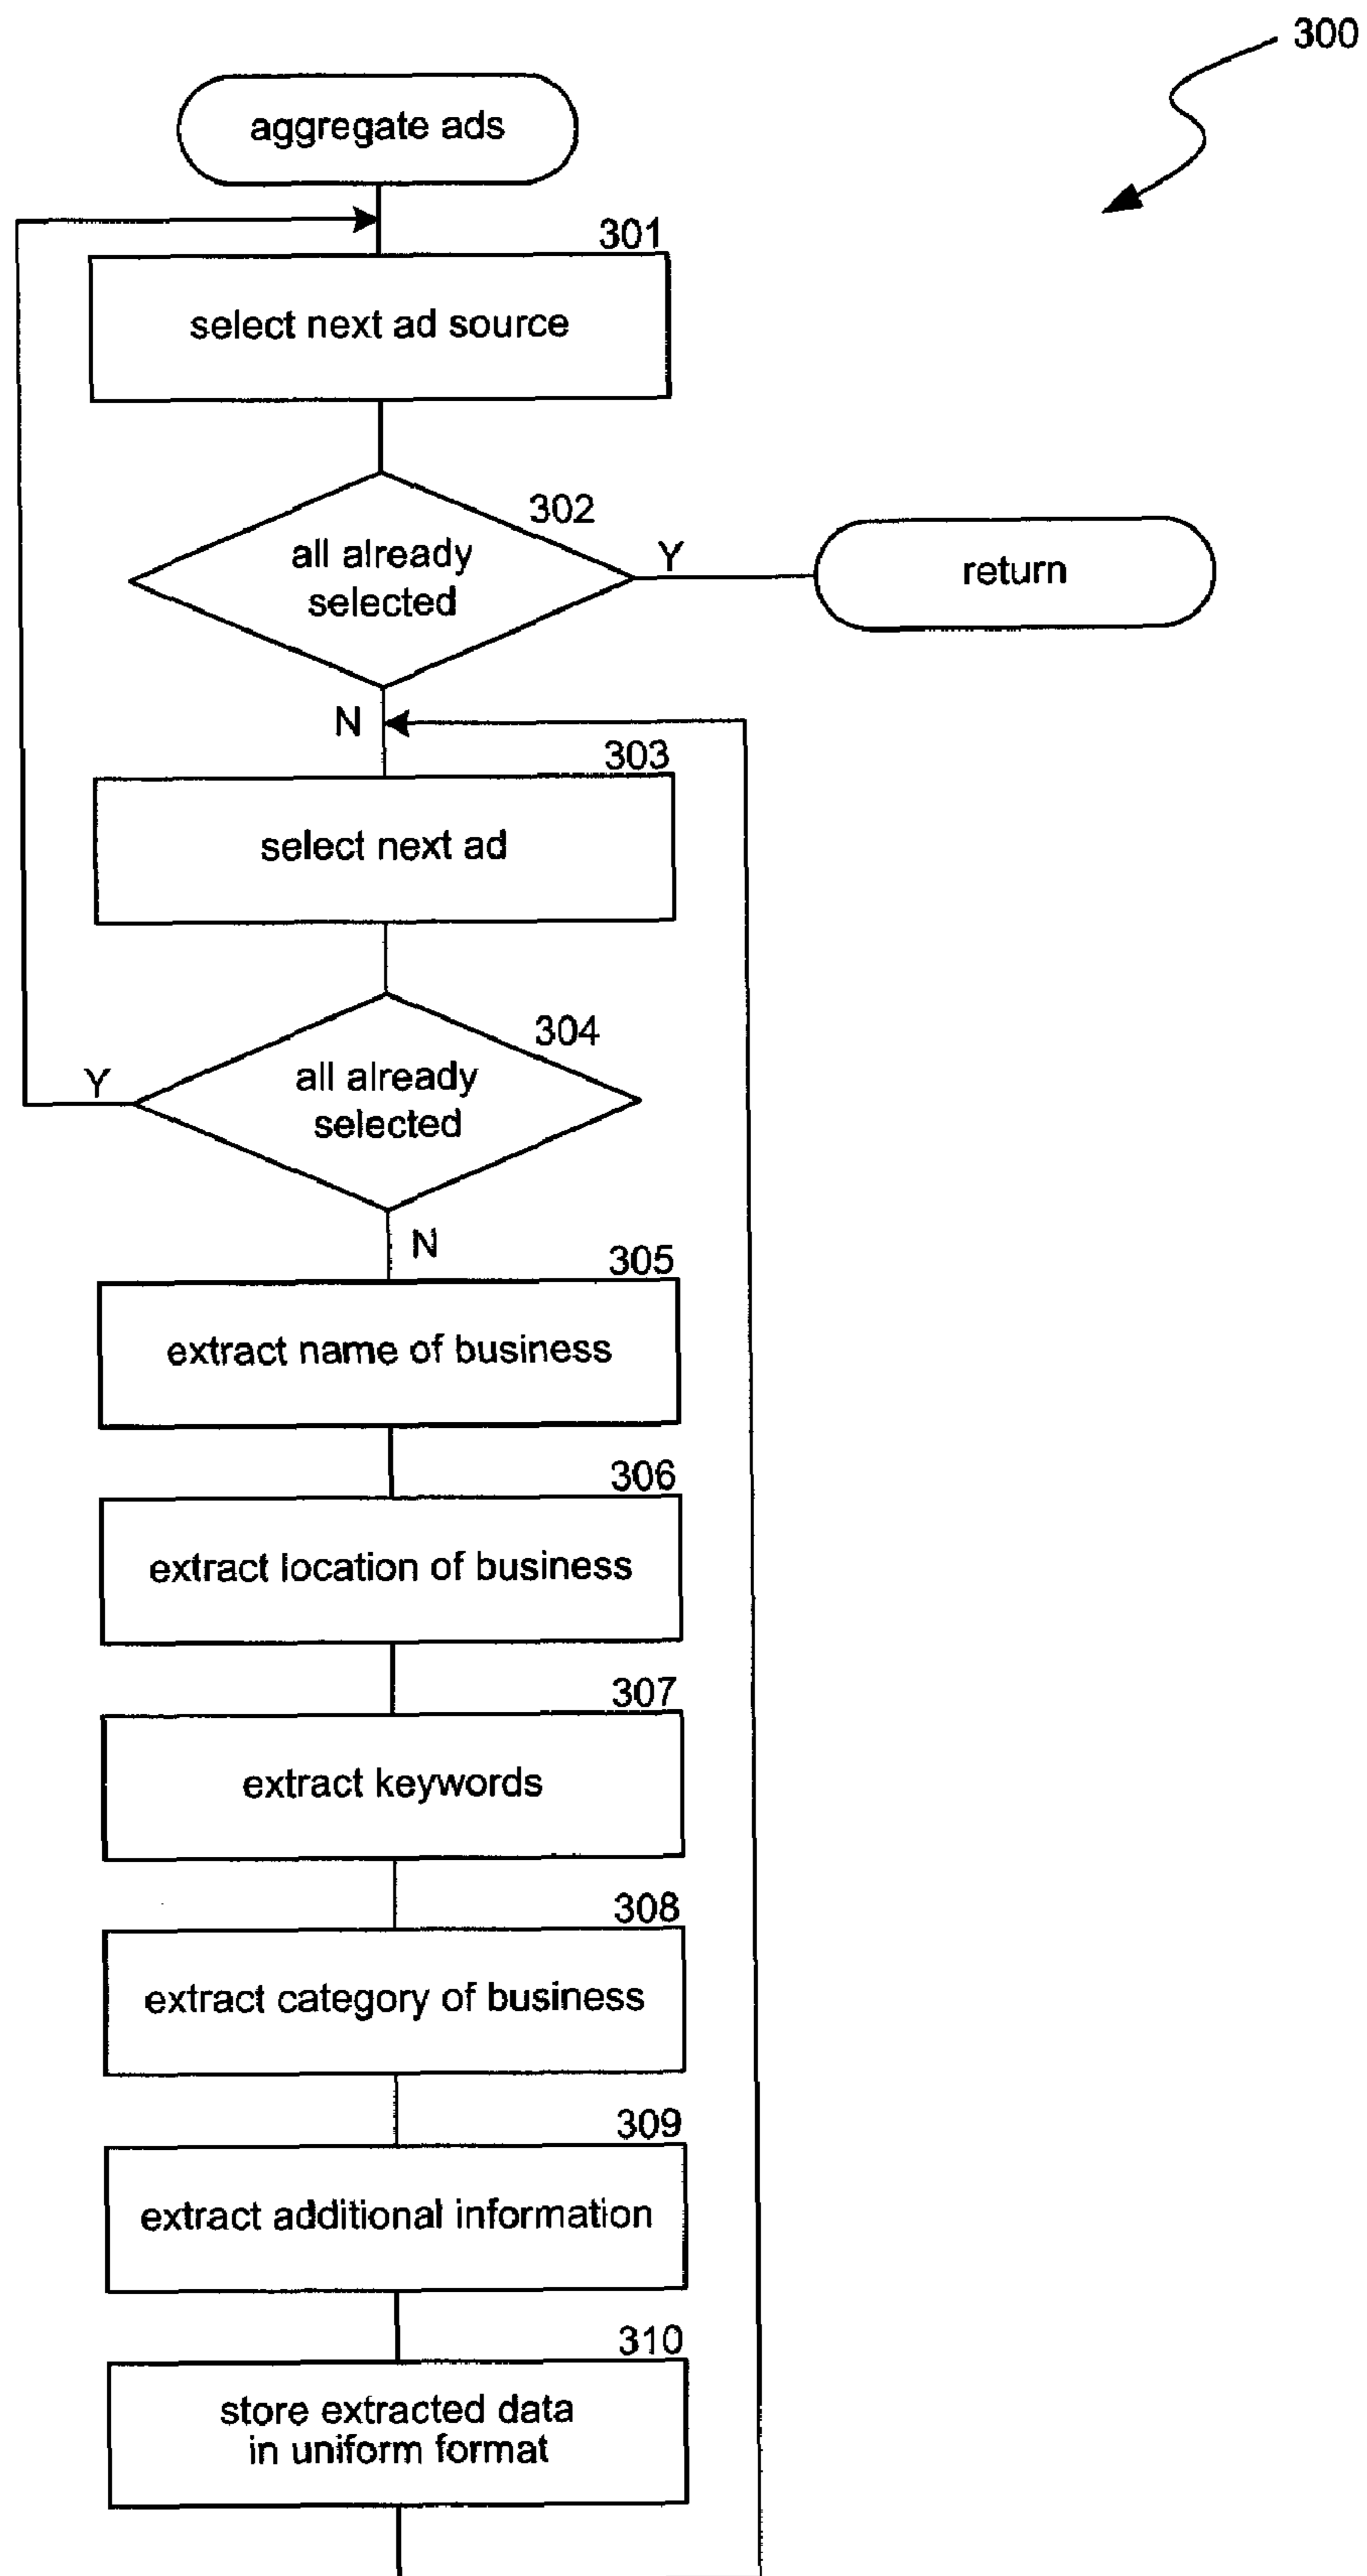 300
aggregate ads
301
select next ad source
302
all already
selected
Y
return
N
303
select next ad
304
all already
selected
Y
N
305
extract name of business
306
extract location of business
307
extract keywords
308
extract category of business
309
extract additional information
310
store extracted data
in uniform format